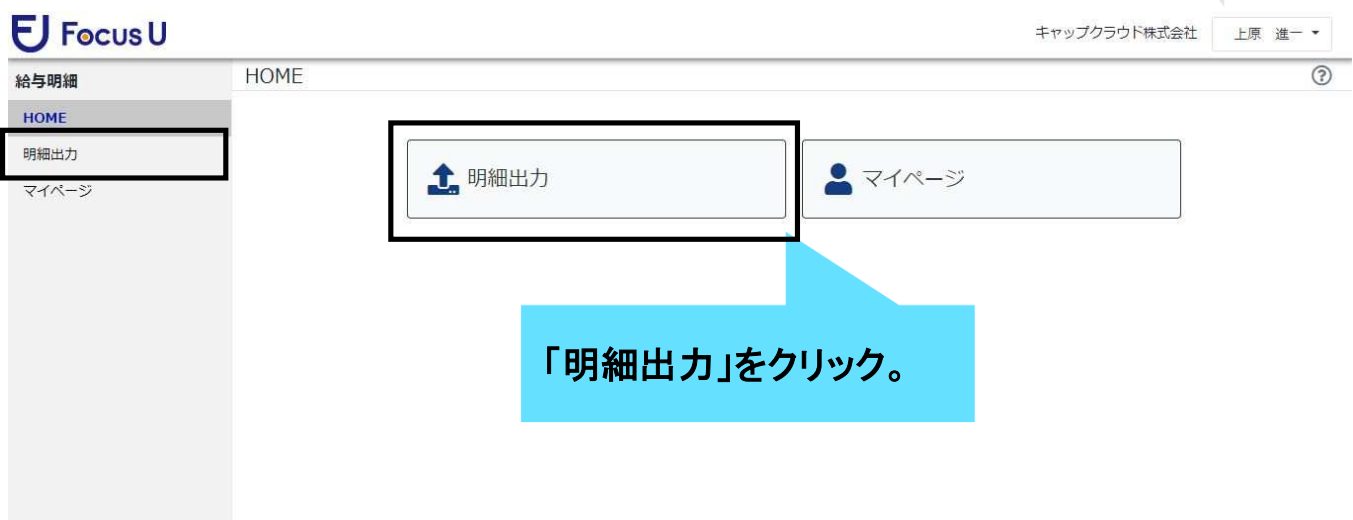 Focus U
キャップクラウド株式会社
上原 進一
給与明細
HOME
HOME
明細出力
マイページ
明細出力
マイページ
「明細出力」をクリック。